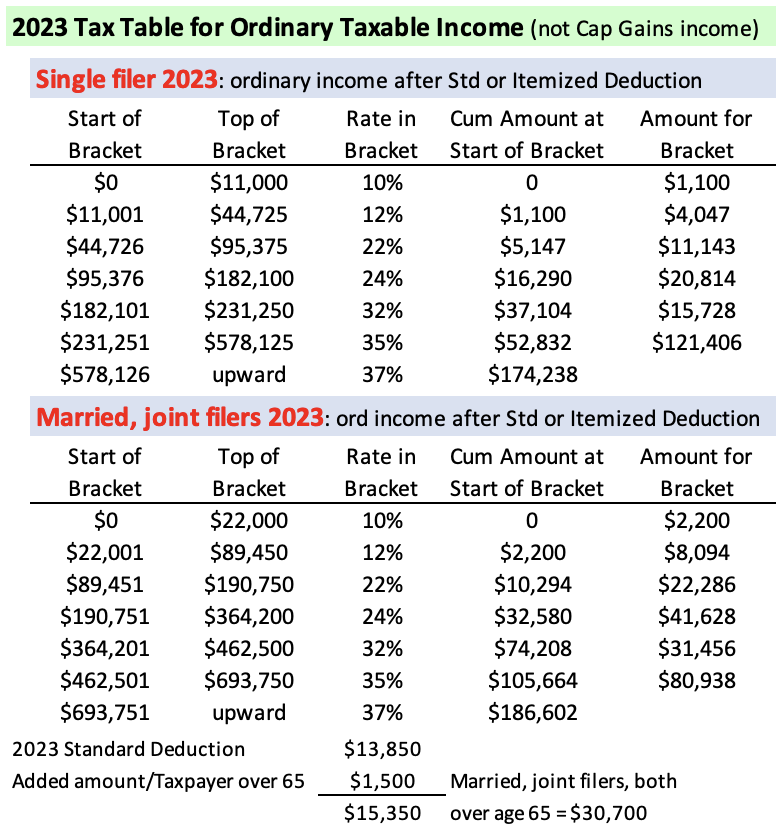 2023 Tax Table for Ordinary Taxable Income (not Cap Gains income)
Single filer 2023: ordinary income after Std or Itemized Deduction
Start of Top of Rate in Cum Amount at Amount for
Bracket Bracket Bracket Start of Bracket Bracket
$0 $11,000 10% 0 $1,100
$11,001 $44,725 12% $1,100 $4,047
$44,726 $95,375 22% $5,147 $11,143
$95,376 $182,100 24% $16,290 $20,814
$182,101 $231,250 32% $37,104 $15,728
$231,251 $578,125 35% $52,832 $121,406
$578,126 upward 37% $174,238
Married, joint filers 2023: ord income after Std or Itemized Deduction
Start of Top of Rate in Cum Amount at Amount for
Bracket Bracket Bracket Start of Bracket Bracket
$0 $22,000 10% 0 $2,200
$22,001 $89,450 12% $2,200 $8,094
$89,451 $190,750 22% $10,294 $22,286
$190,751 $364,200 24% $32,580 $41,628
$364,201 $462,500 32% $74,208 $31,456
$462,501 $693,750 35% $105,664 $80,938
$693,751 upward 37% $186,602
2023 Standard Deduction $13,850
Added amount/Taxpayer over 65 $1,500 Married, joint filers, both
$15,350 over age 65 = $30,700